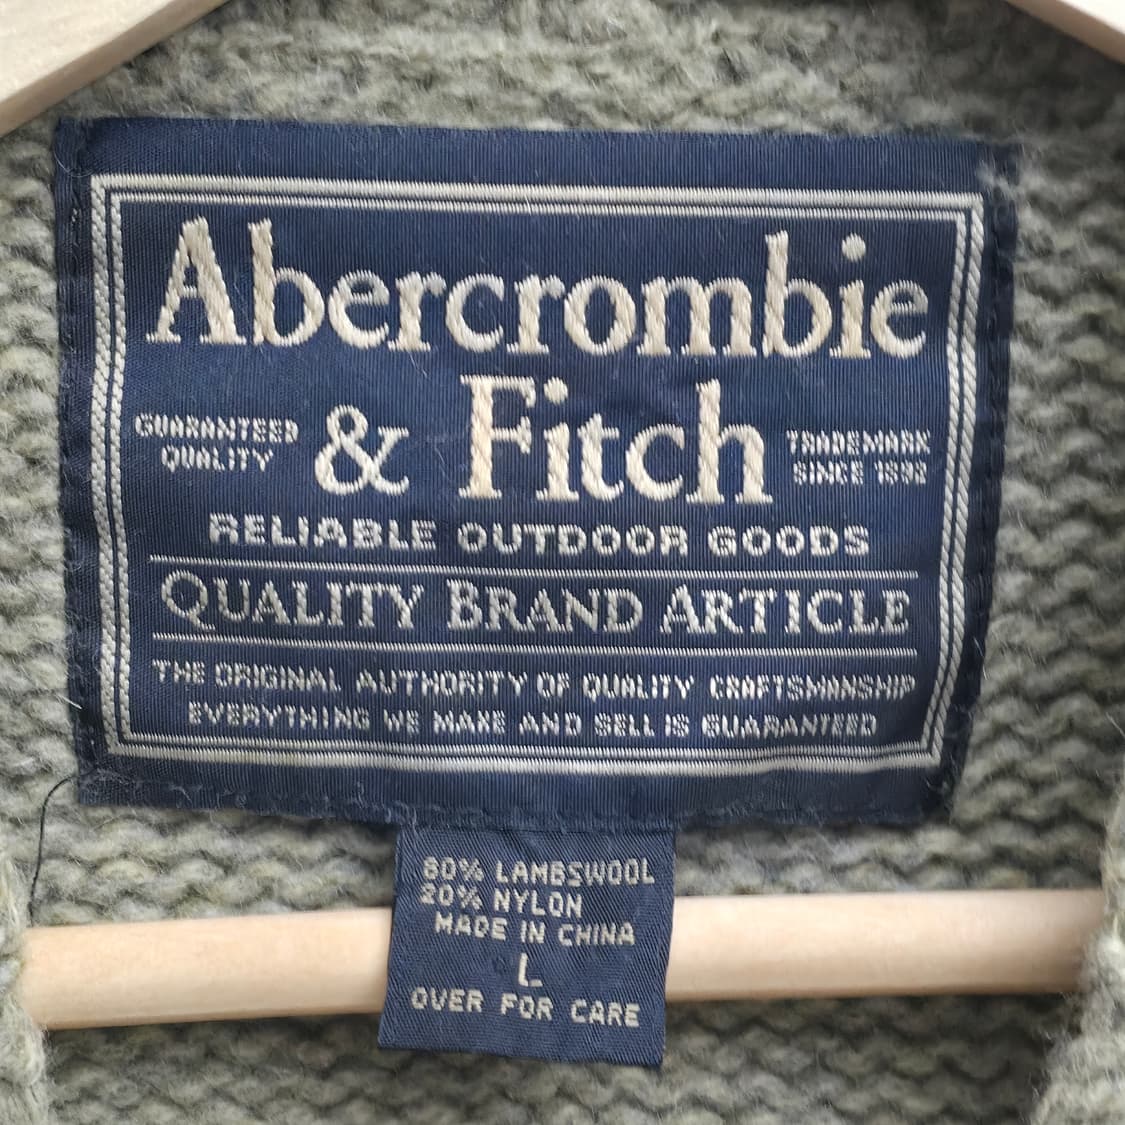 Abercrombie
& Fitch
GUARANTEED
QUALITY
TRADEMARK
SINCE 1892
RELIABLE OUTDOOR GOODS
QUALITY BRAND ARTICLE
THE ORIGINAL AUTHORITY OF QUALITY CRAFTSMANSHIP
EVERYTHING WE MAKE AND SELL IS GUARANTEED
80% LAMBSWOOL
20% NYLON
MADE IN CHINA
L
OVER FOR CARE